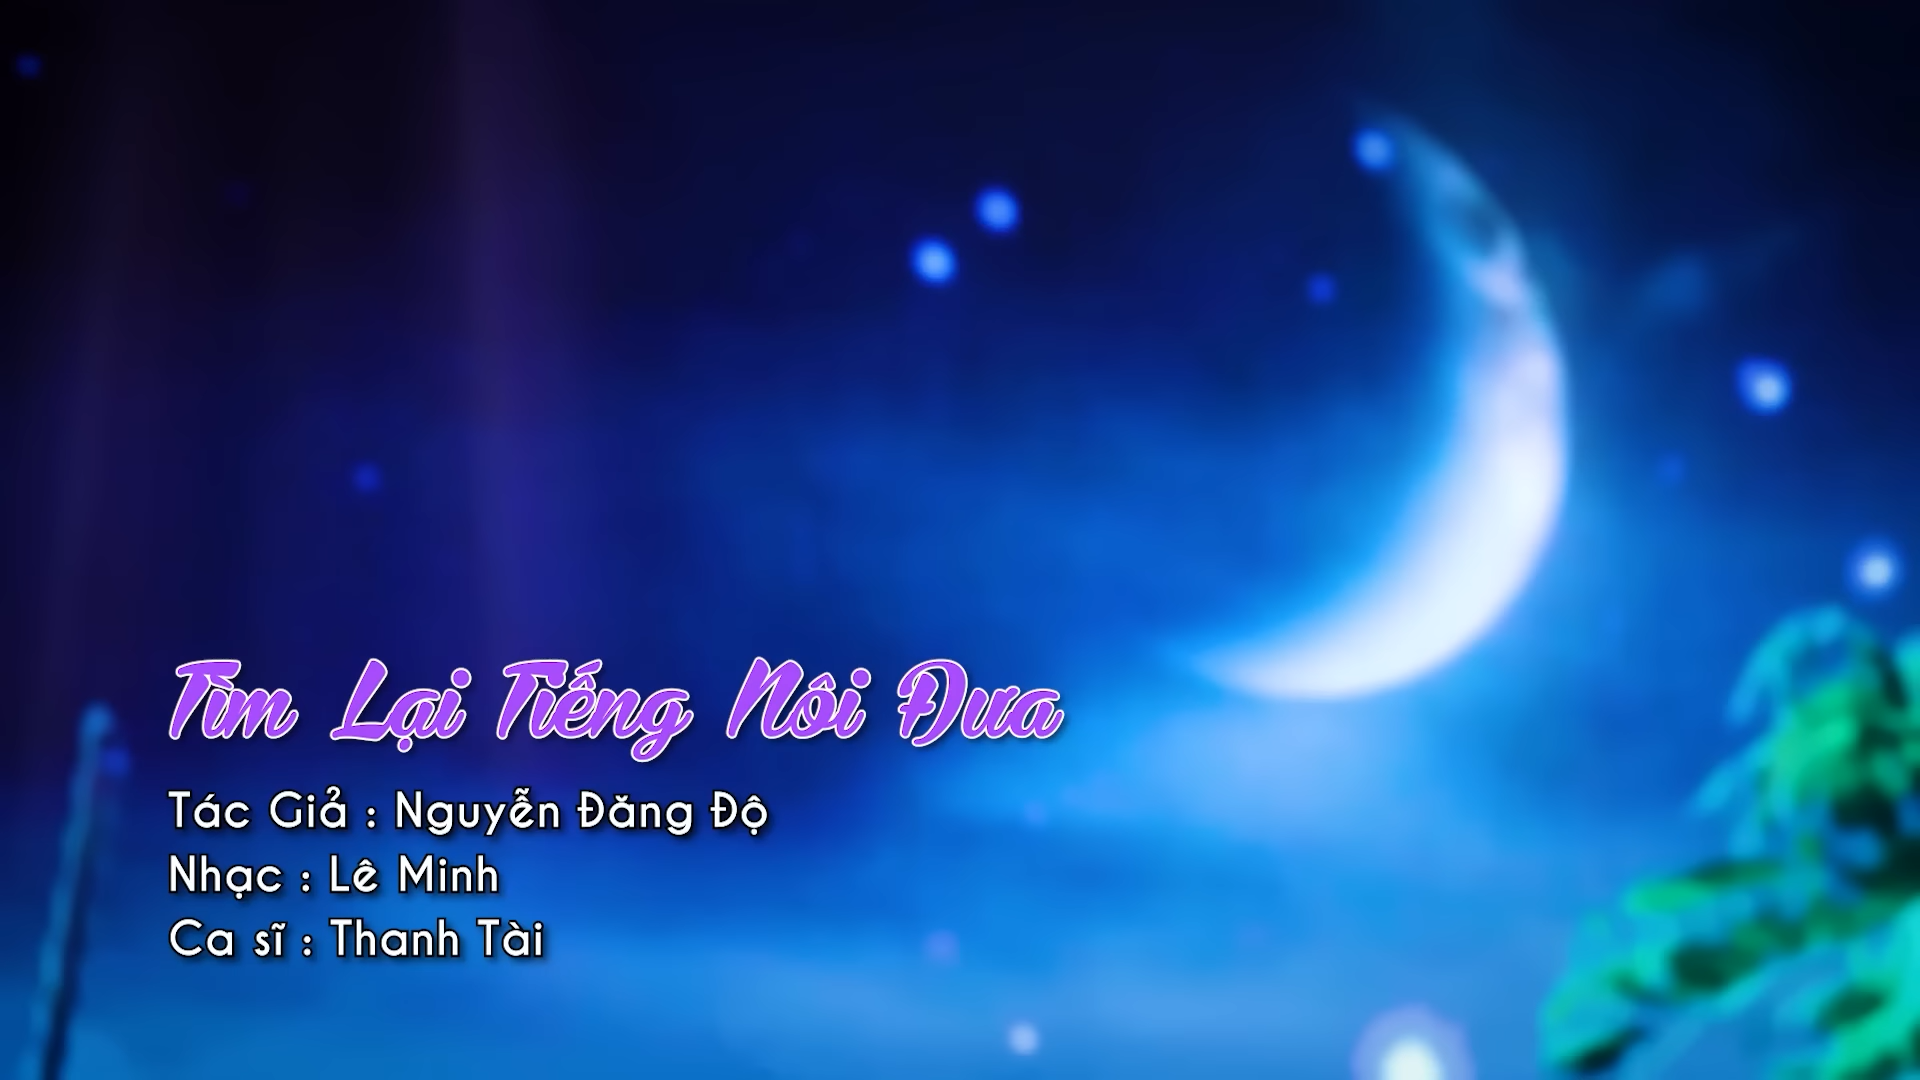 Tìm Lại Tiếng Nôi Đưa
Tác Giả : Nguyễn Đăng Độ
Nhạc : Lê Minh
Ca sĩ : Thanh Tài